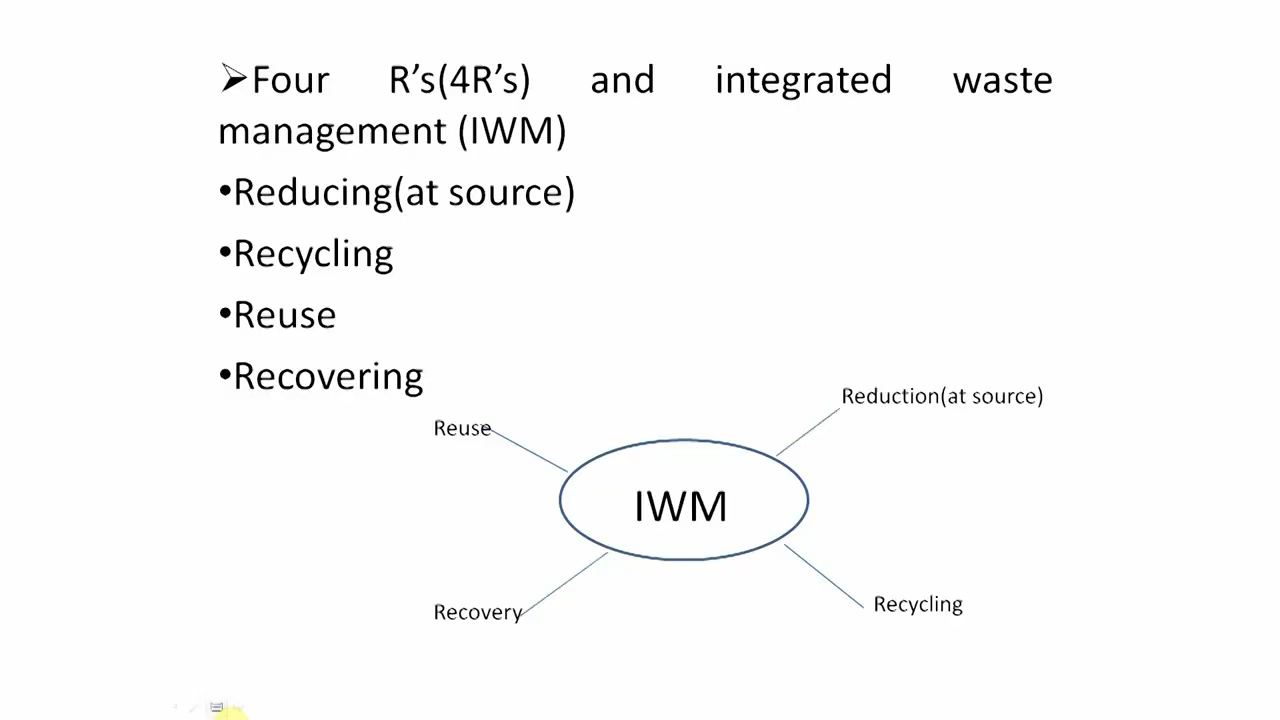 ➢Four R’s(4R’s) and integrated waste
management (IWM)
•Reducing(at source)
•Recycling
•Reuse
•Recovering
Reduction(at source)
Reuse
IWM
Recycling
Recovery